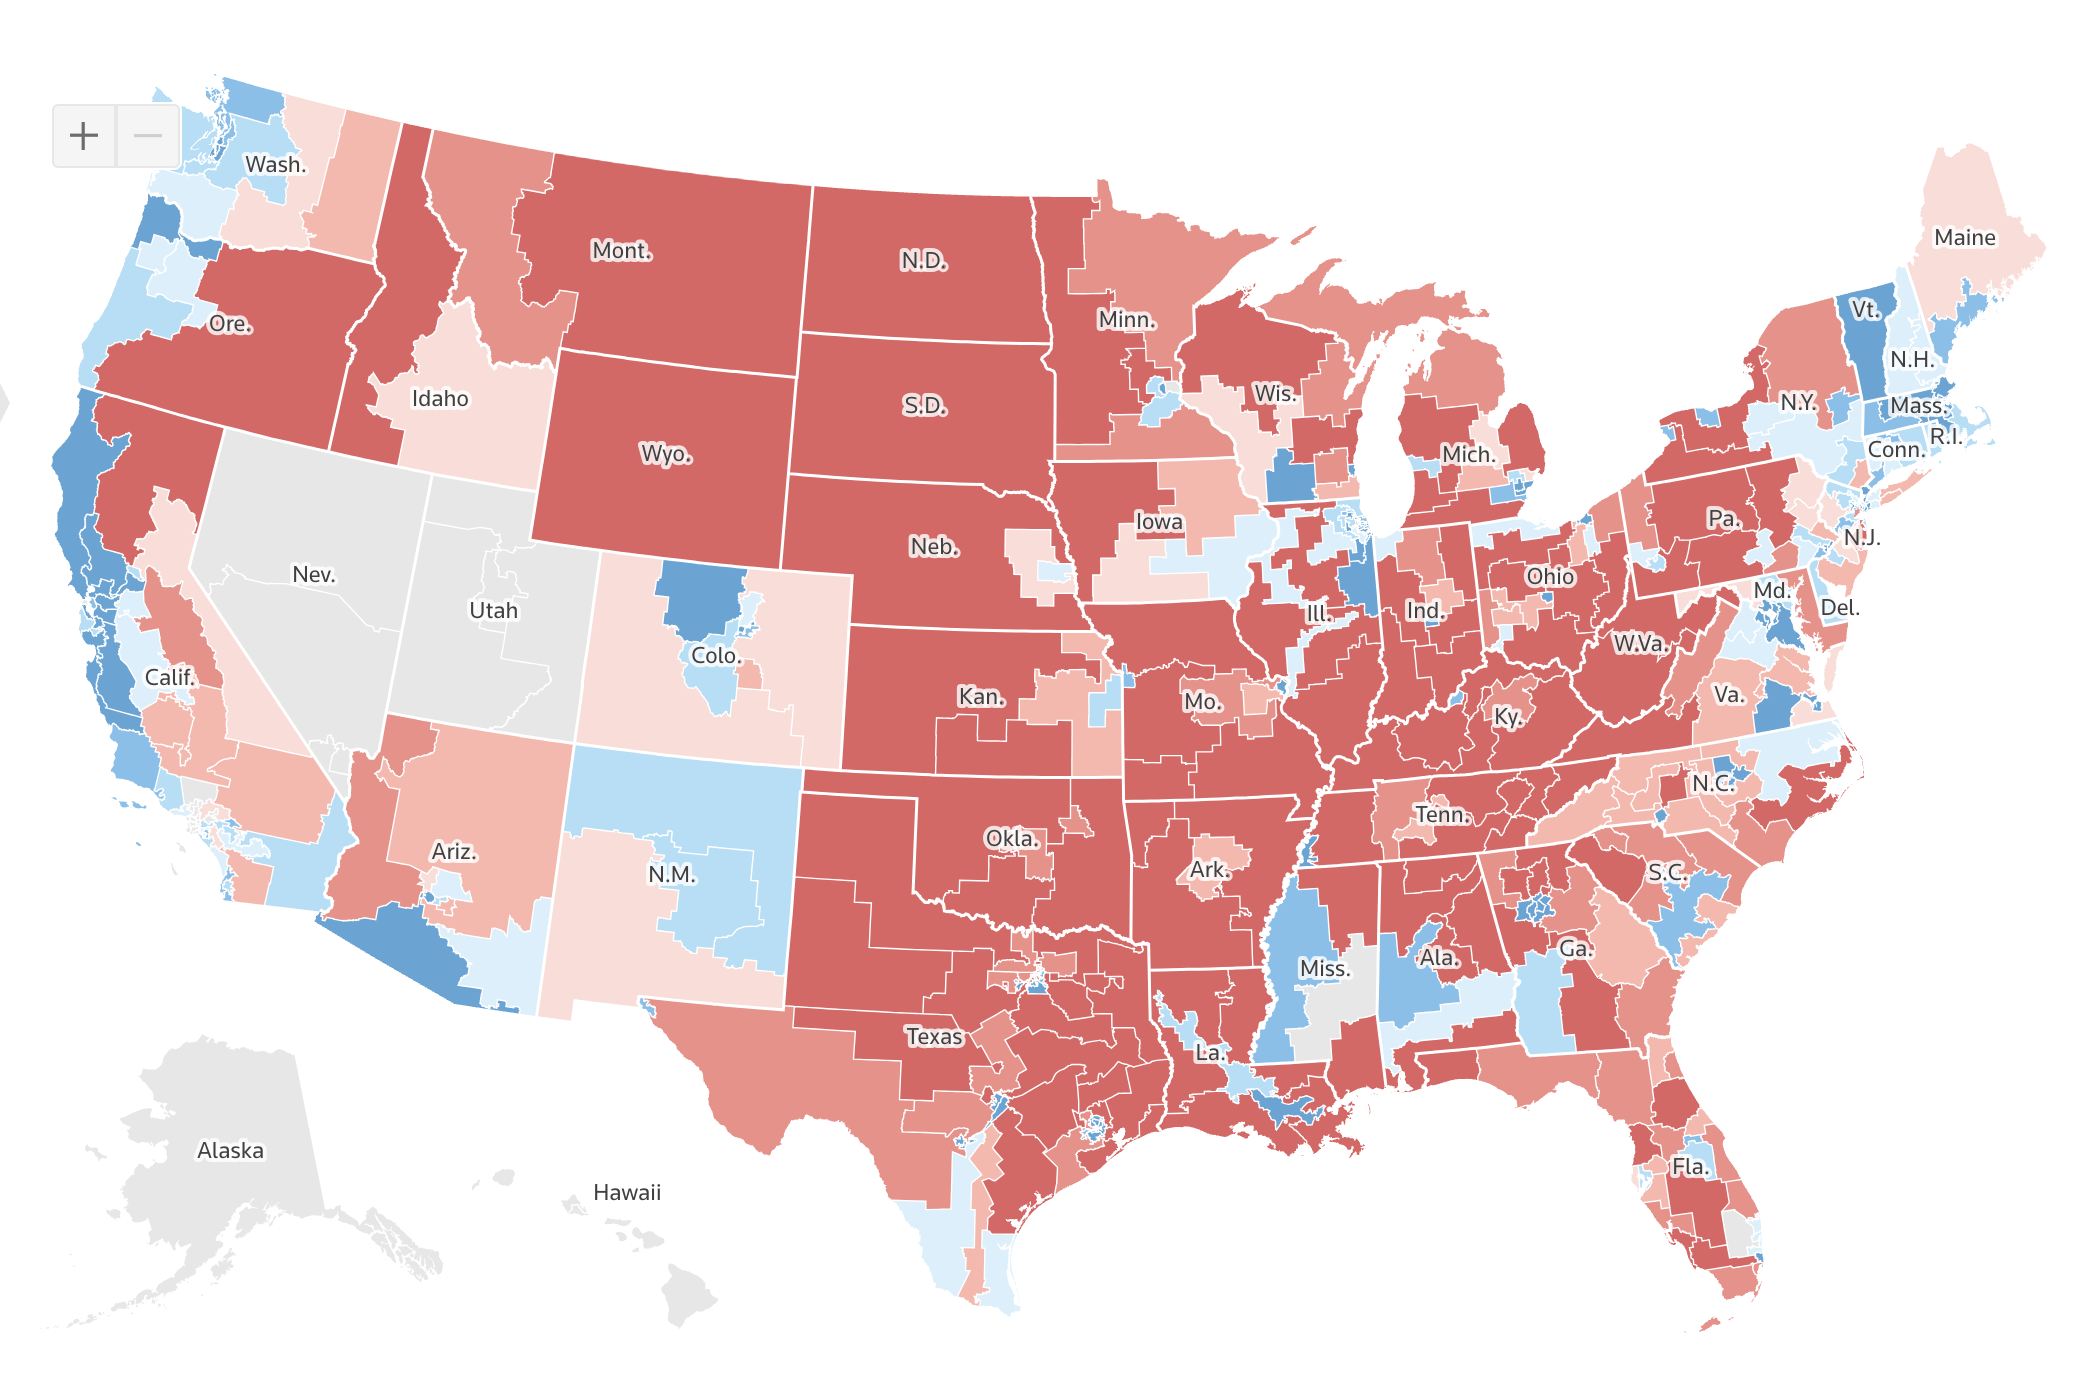 +
−
Wash.
Mont.
N.D.
Maine
Ore.
Minn.
Vt.
N.H.
Idaho
S.D.
Wis.
N.Y.
Mass.
R.I.
Wyo.
Mich.
Conn.
Iowa
Pa.
N.J.
Nev.
Neb.
Ohio
Utah
Ill.
Ind.
Md.
Del.
Colo.
W.Va.
Calif.
Kan.
Mo.
Ky.
Va.
N.C.
Tenn.
Ariz.
N.M.
Okla.
Ark.
S.C.
Miss.
Ala.
Ga.
Texas
La.
Alaska
Hawaii
Fla.